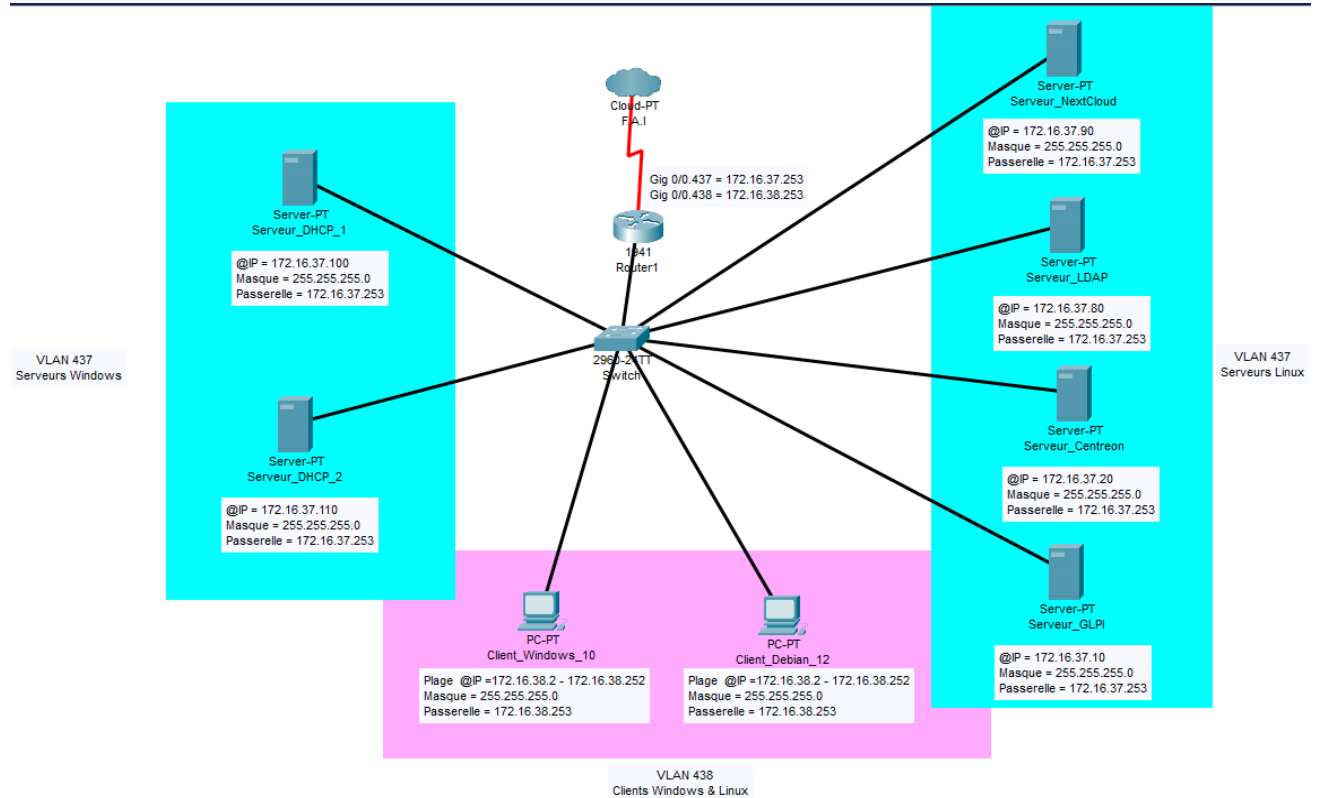 Cloud-PT
F.A.I
Gig 0/0.437 = 172.16.37.253
Gig 0/0.438 = 172.16.38.253
1941
Router1
2960-24TT
Switch
VLAN 437
Serveurs Windows
Server-PT
Serveur_DHCP_1
@IP = 172.16.37.100
Masque = 255.255.255.0
Passerelle = 172.16.37.253
Server-PT
Serveur_DHCP_2
@IP = 172.16.37.110
Masque = 255.255.255.0
Passerelle = 172.16.37.253
Server-PT
Serveur_NextCloud
@IP = 172.16.37.90
Masque = 255.255.255.0
Passerelle = 172.16.37.253
Server-PT
Serveur_LDAP
@IP = 172.16.37.80
Masque = 255.255.255.0
Passerelle = 172.16.37.253
VLAN 437
Serveurs Linux
Server-PT
Serveur_Centreon
@IP = 172.16.37.20
Masque = 255.255.255.0
Passerelle = 172.16.37.253
Server-PT
Serveur_GLPI
@IP = 172.16.37.10
Masque = 255.255.255.0
Passerelle = 172.16.37.253
PC-PT
Client_Windows_10
Plage @IP =172.16.38.2 - 172.16.38.252
Masque = 255.255.255.0
Passerelle = 172.16.38.253
PC-PT
Client_Debian_12
Plage @IP =172.16.38.2 - 172.16.38.252
Masque = 255.255.255.0
Passerelle = 172.16.38.253
VLAN 438
Clients Windows & Linux